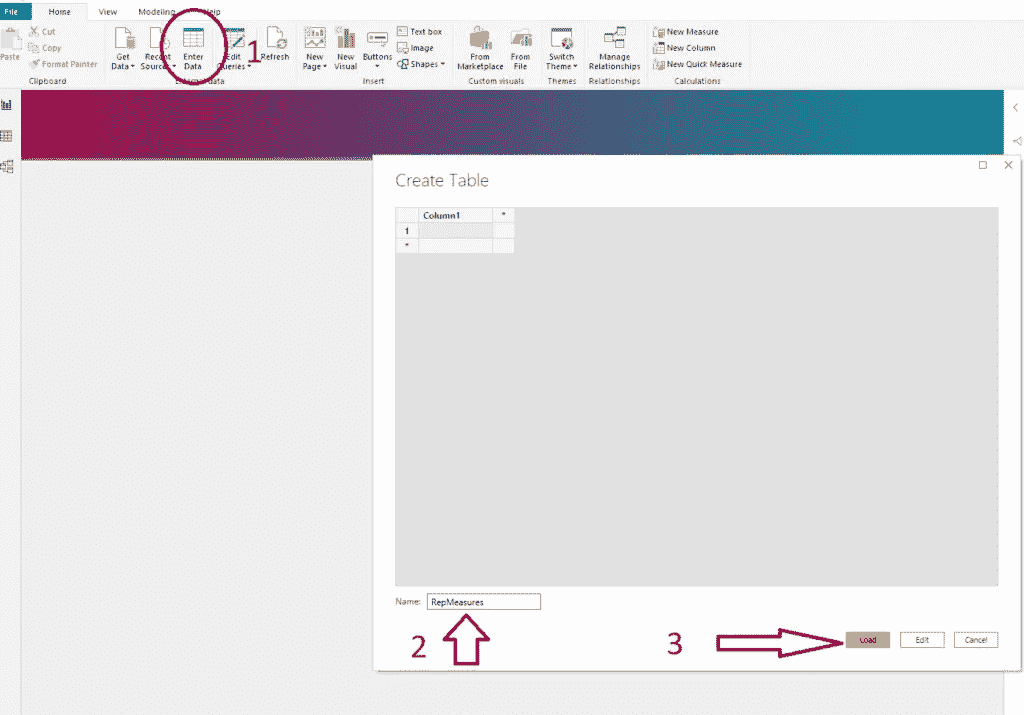 File Home View Modeling Help
Cut
Copy
Format Painter
Paste
Clipboard
Get Data
Recent Sources
Enter Data
Edit Queries
Refresh
External data
1
New Page
New Visual
Buttons
Text box
Image
Shapes
Insert
From Marketplace
From File
Custom visuals
Switch Theme
Themes
Manage Relationships
Relationships
New Measure
New Column
New Quick Measure
Calculations
Create Table
Column1 *
1
*
Name: RepMeasures
2
3
Load Edit Cancel